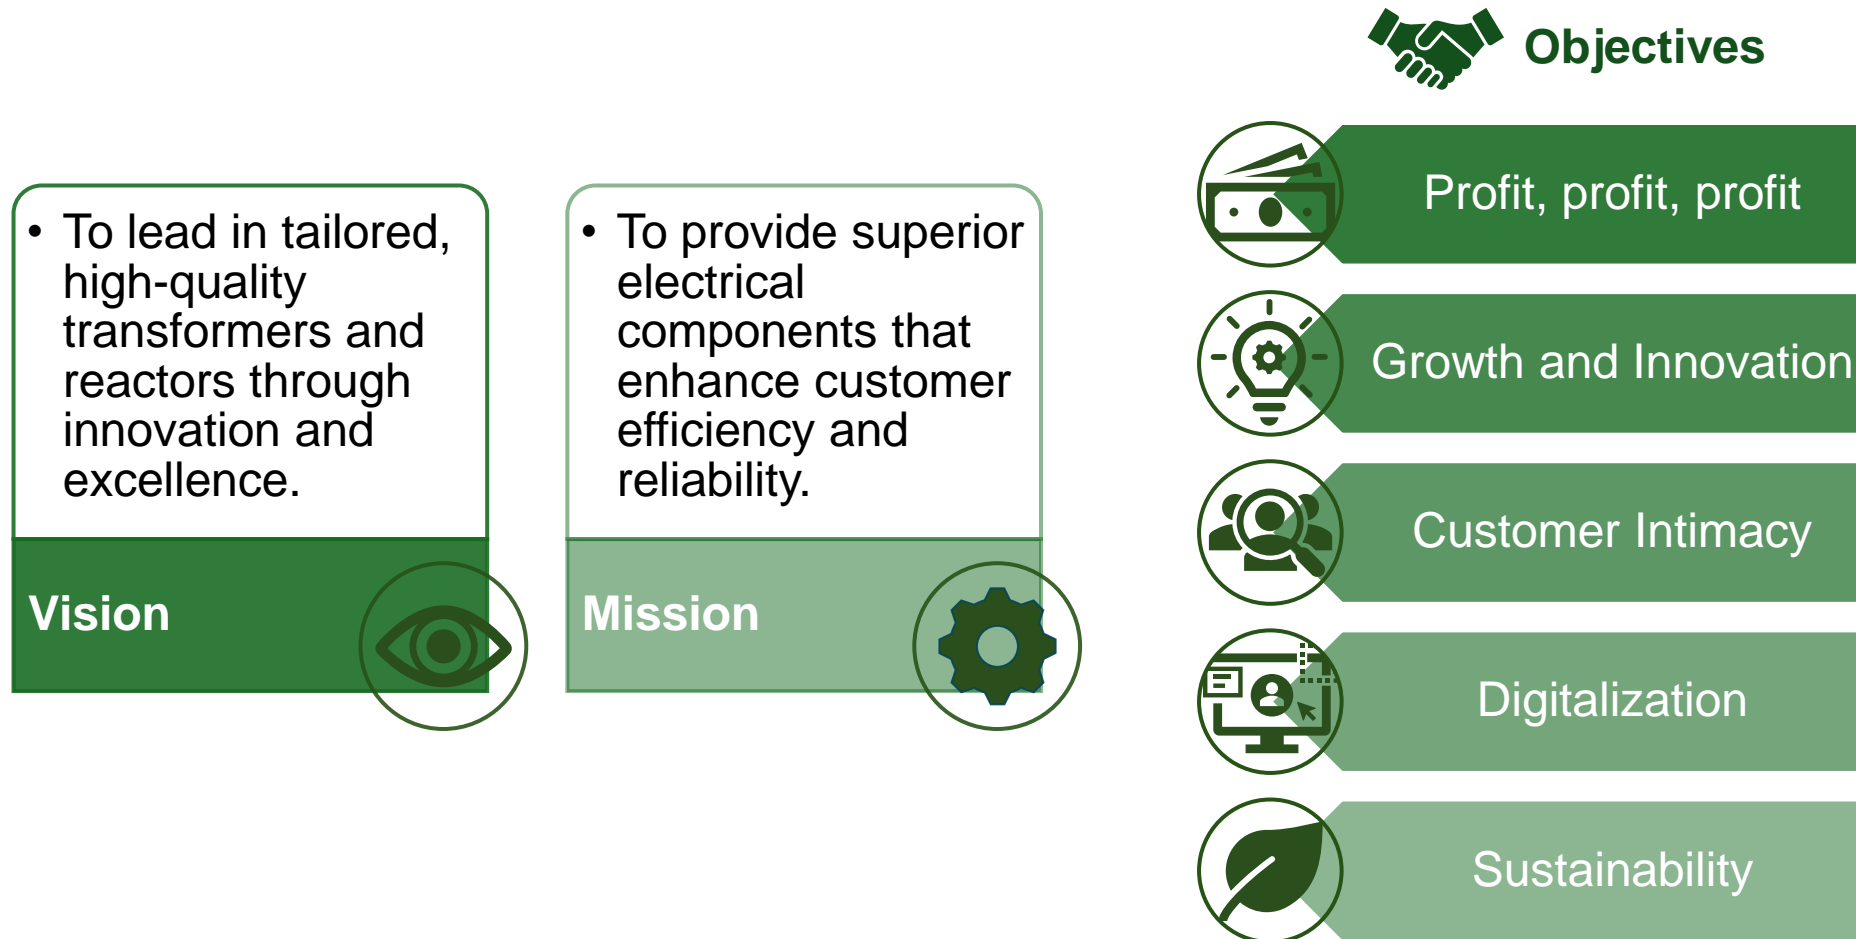 • To lead in tailored,
high-quality
transformers and
reactors through
innovation and
excellence.
Vision
• To provide superior
electrical
components that
enhance customer
efficiency and
reliability.
Mission
Objectives
Profit, profit, profit
Growth and Innovation
Customer Intimacy
Digitalization
Sustainability